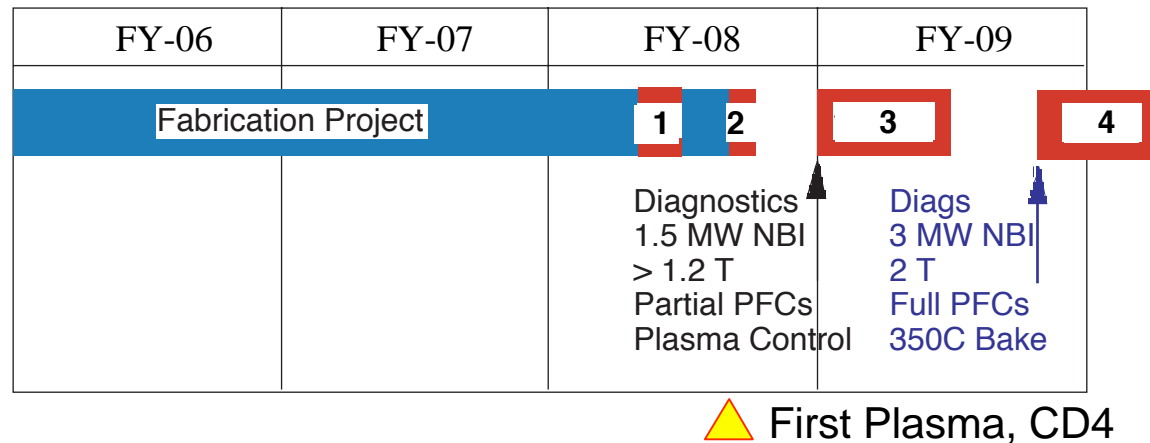 FY-06 FY-07 FY-08 FY-09
Fabrication Project 1 2 3 4
Diagnostics
1.5 MW NBI
> 1.2 T
Partial PFCs
Plasma Control
Diags
3 MW NBI
2 T
Full PFCs
350C Bake
First Plasma, CD4